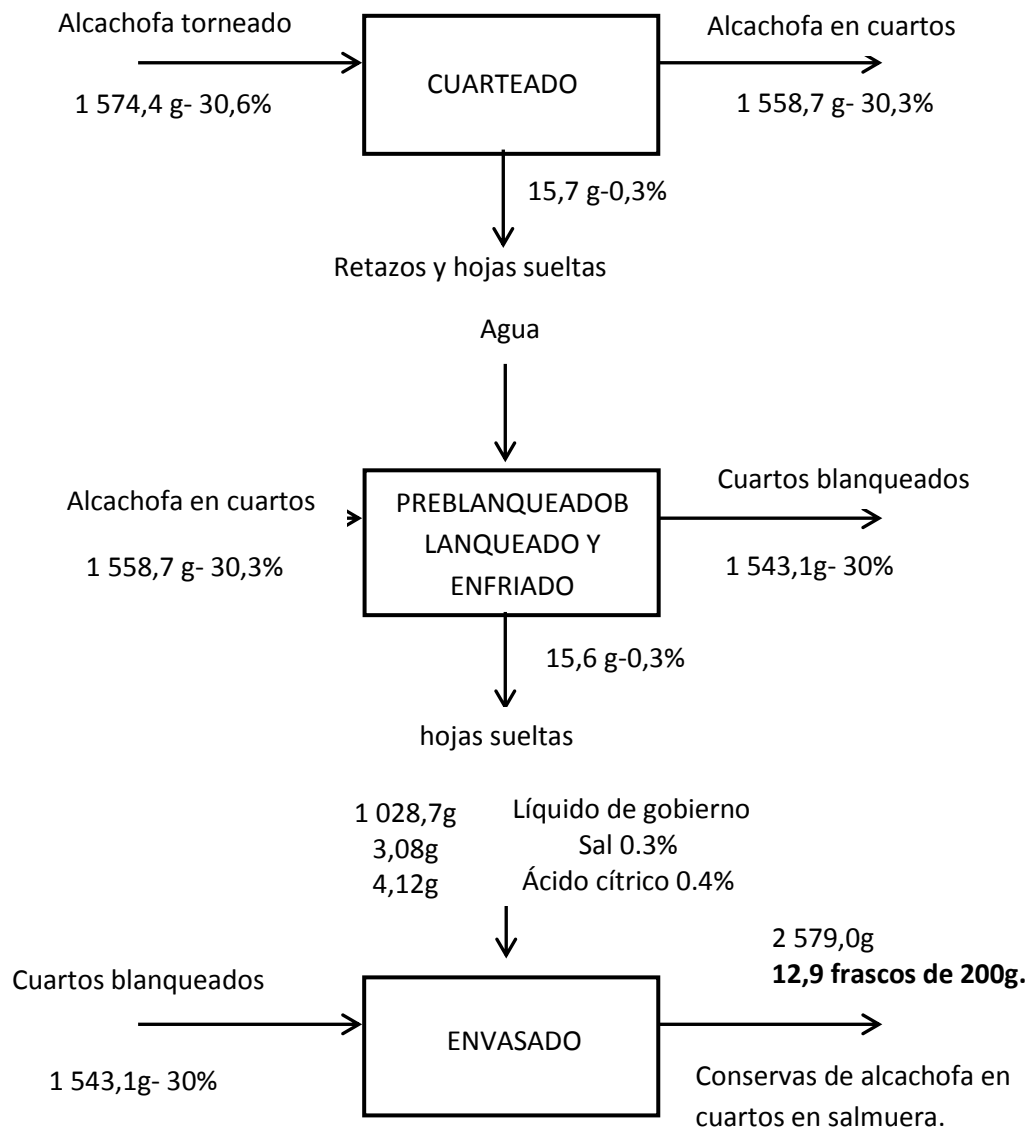 Alcachofa torneado
1 574,4 g- 30,6%
CUARTEADO
Alcachofa en cuartos
1 558,7 g- 30,3%
15,7 g-0,3%
Retazos y hojas sueltas
Agua
Alcachofa en cuartos
1 558,7 g- 30,3%
PREBLANQUEADOB
LANQUEADO Y
ENFRIADO
Cuartos blanqueados
1 543,1g- 30%
15,6 g-0,3%
hojas sueltas
1 028,7g Líquido de gobierno
3,08g Sal 0.3%
4,12g Ácido cítrico 0.4%
Cuartos blanqueados
1 543,1g- 30%
ENVASADO
2 579,0g
12,9 frascos de 200g.
Conservas de alcachofa en
cuartos en salmuera.